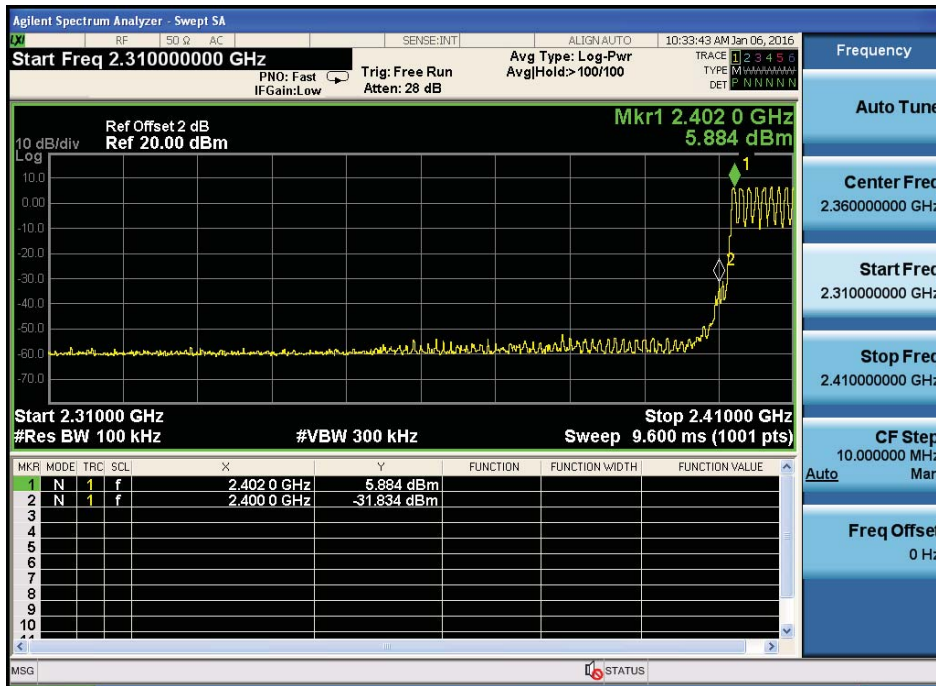 Agilent Spectrum Analyzer - Swept SA
LXI RF 50 Ω AC SENSE:INT ALIGN AUTO 10:33:43 AM Jan 06, 2016
Start Freq 2.310000000 GHz
PNO: Fast
IFGain:Low
Trig: Free Run
Atten: 28 dB
Avg Type: Log-Pwr
Avg|Hold:>100/100
TRACE 1 2 3 4 5 6
TYPE M W W W W W
DET P N N N N N
Ref Offset 2 dB
10 dB/div Ref 20.00 dBm
Log
Mkr1 2.402 0 GHz
5.884 dBm
1
2
10.0
0.00
-10.0
-20.0
-30.0
-40.0
-50.0
-60.0
-70.0
Start 2.31000 GHz Stop 2.41000 GHz
#Res BW 100 kHz #VBW 300 kHz Sweep 9.600 ms (1001 pts)
MKR MODE TRC SCL X Y FUNCTION FUNCTION WIDTH FUNCTION VALUE
1 N 1 f 2.402 0 GHz 5.884 dBm
2 N 1 f 2.400 0 GHz -31.834 dBm
3
4
5
6
7
8
9
10
MSG STATUS
Frequency
Auto Tune
Center Freq
2.360000000 GHz
Start Freq
2.310000000 GHz
Stop Freq
2.410000000 GHz
CF Step
10.000000 MHz
Auto Man
Freq Offset
0 Hz